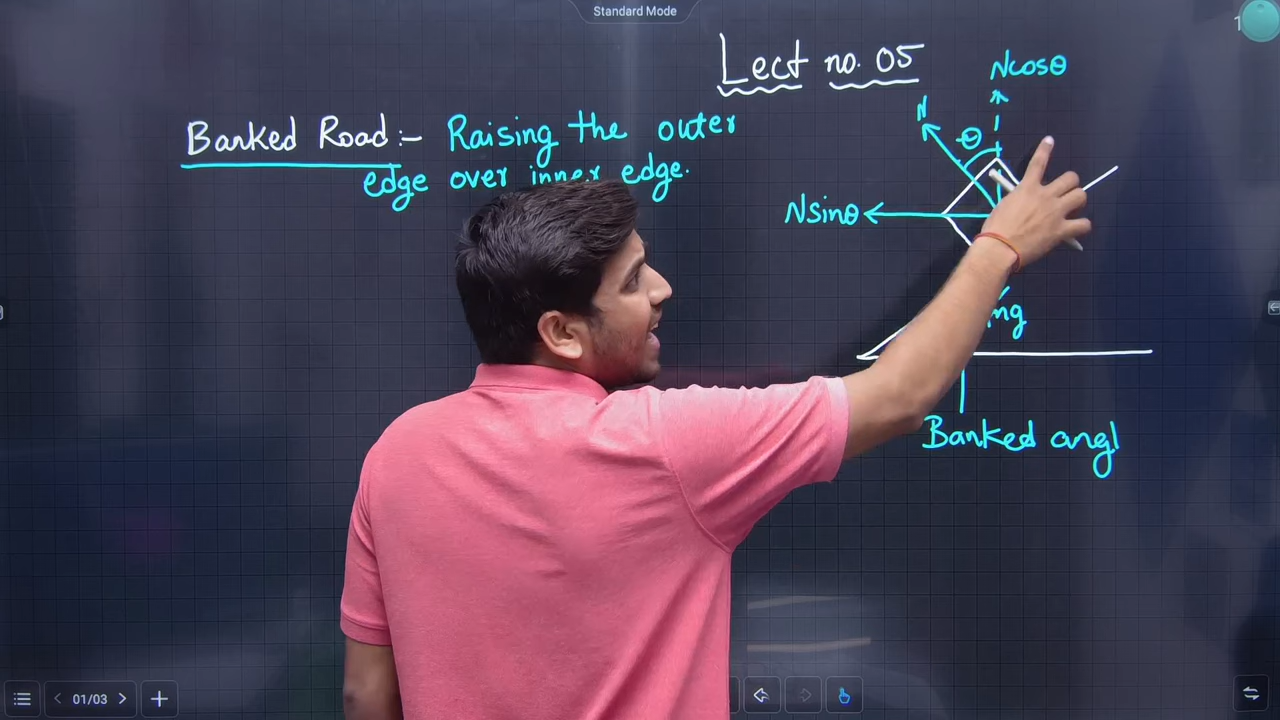 Standard Mode
Lect no. 05
Ncosθ
N
θ
Banked Road:- Raising the outer
edge over inner edge.
Nsinθ
mg
Banked angl
01/03